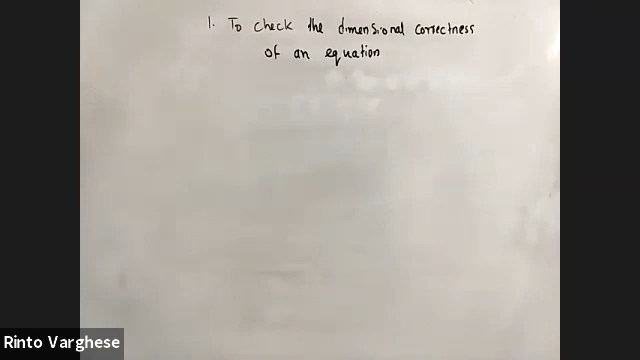 1. To check the dimensional correctness
of an equation
Rinto Varghese